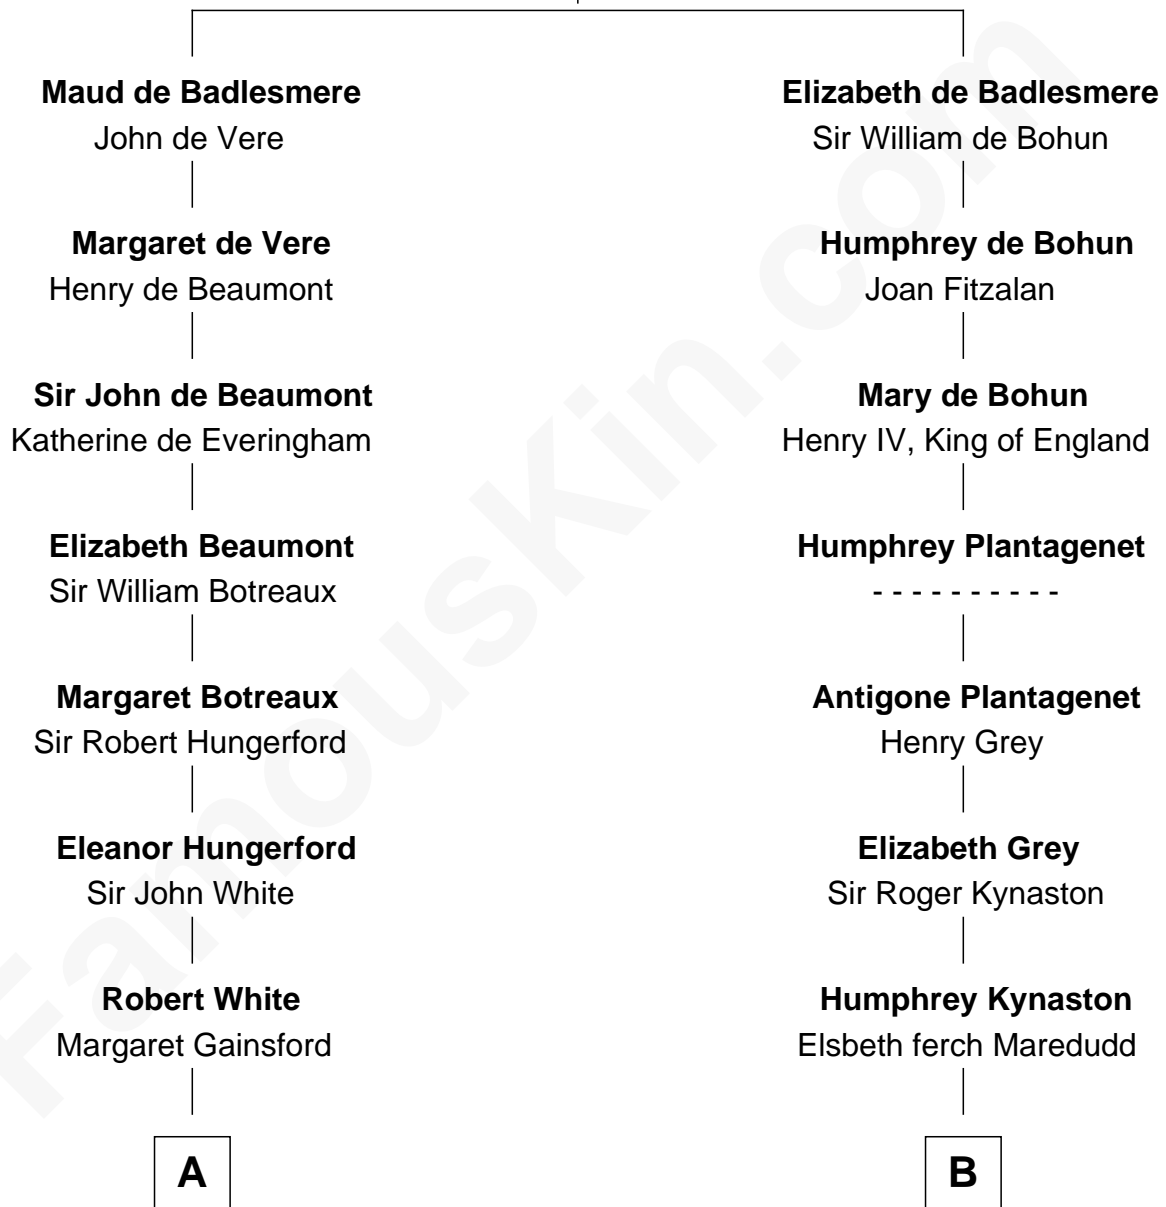 Maud de Badlesmere
John de Vere
Margaret de Vere
Henry de Beaumont
Sir John de Beaumont
Katherine de Everingham
Elizabeth Beaumont
Sir William Botreaux
Margaret Botreaux
Sir Robert Hungerford
Eleanor Hungerford
Sir John White
Robert White
Margaret Gainsford
A
Elizabeth de Badlesmere
Sir William de Bohun
Humphrey de Bohun
Joan Fitzalan
Mary de Bohun
Henry IV, King of England
Humphrey Plantagenet
- - - - - - - - - -
Antigone Plantagenet
Henry Grey
Elizabeth Grey
Sir Roger Kynaston
Humphrey Kynaston
Elsbeth ferch Maredudd
B
FamousKin.com